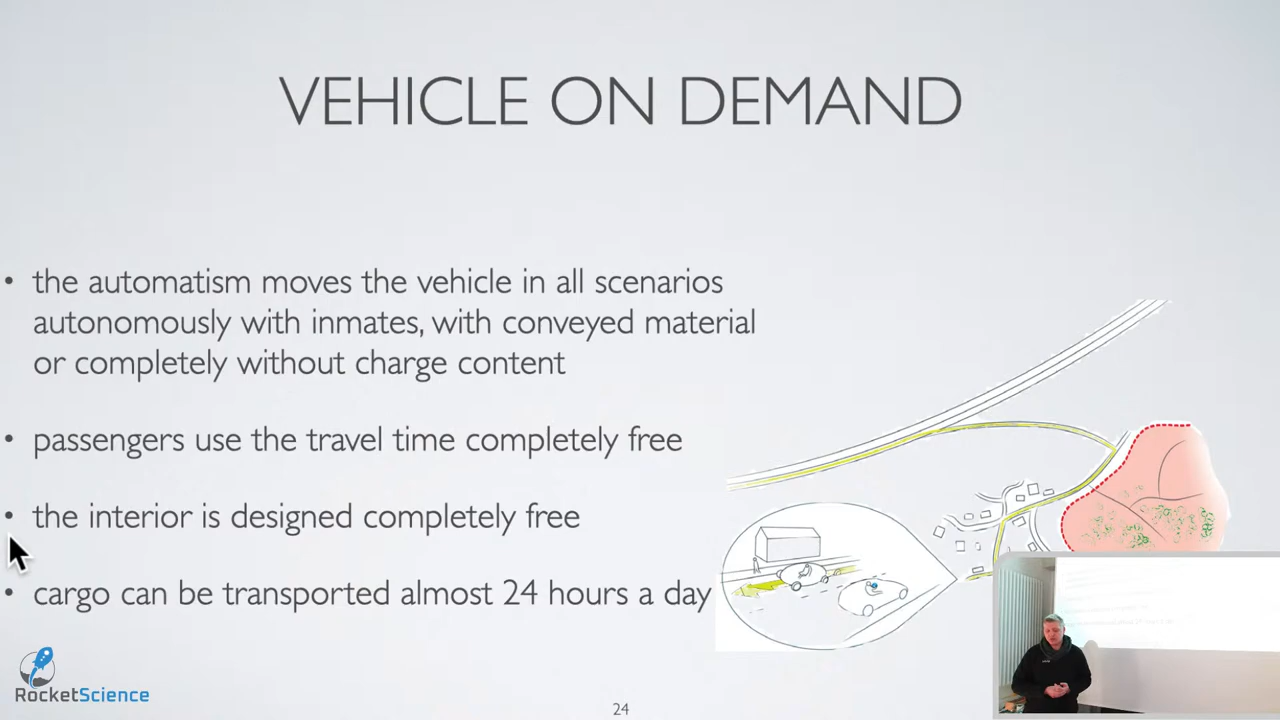 VEHICLE ON DEMAND
• the automatism moves the vehicle in all scenarios
autonomously with inmates, with conveyed material
or completely without charge content
• passengers use the travel time completely free
• the interior is designed completely free
• cargo can be transported almost 24 hours a day
RocketScience
24